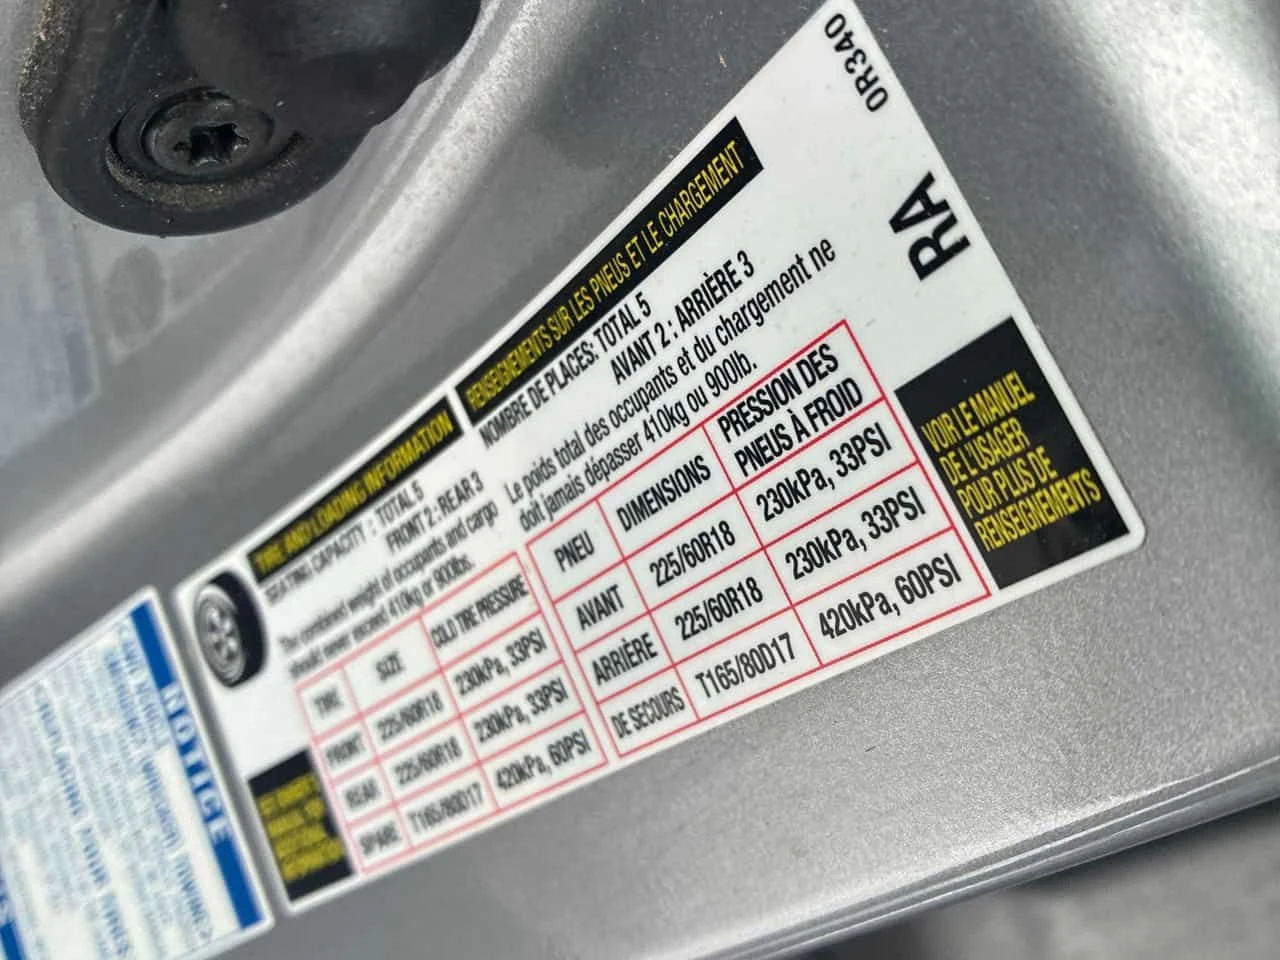 TIRE AND LOADING INFORMATION
SEATING CAPACITY : TOTAL 5
FRONT 2 : REAR 3
The combined weight of occupants and cargo
should never exceed 410kg or 900lbs.
TIRE SIZE COLD TIRE PRESSURE
FRONT 225/60R18 230kPa, 33PSI
REAR 225/60R18 230kPa, 33PSI
SPARE T165/80D17 420kPa, 60PSI
RENSEIGNEMENTS SUR LES PNEUS ET LE CHARGEMENT
NOMBRE DE PLACES: TOTAL 5
AVANT 2 : ARRIÈRE 3
Le poids total des occupants et du chargement ne
doit jamais dépasser 410kg ou 900lb.
PNEU DIMENSIONS PRESSION DES
PNEUS À FROID
AVANT 225/60R18 230kPa, 33PSI
ARRIÈRE 225/60R18 230kPa, 33PSI
DE SECOURS T165/80D17 420kPa, 60PSI
VOIR LE MANUEL
DE L'USAGER
POUR PLUS DE
RENSEIGNEMENTS
0R340
RA
NOTICE